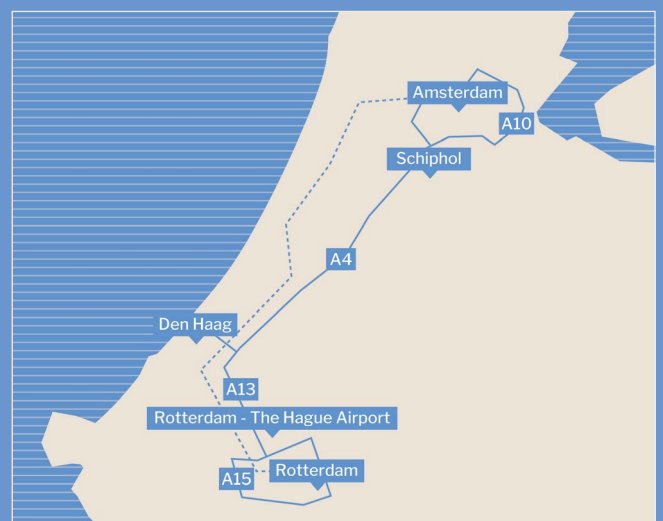 Amsterdam
A10
Schiphol
A4
Den Haag
A13
Rotterdam - The Hague Airport
Rotterdam
A15